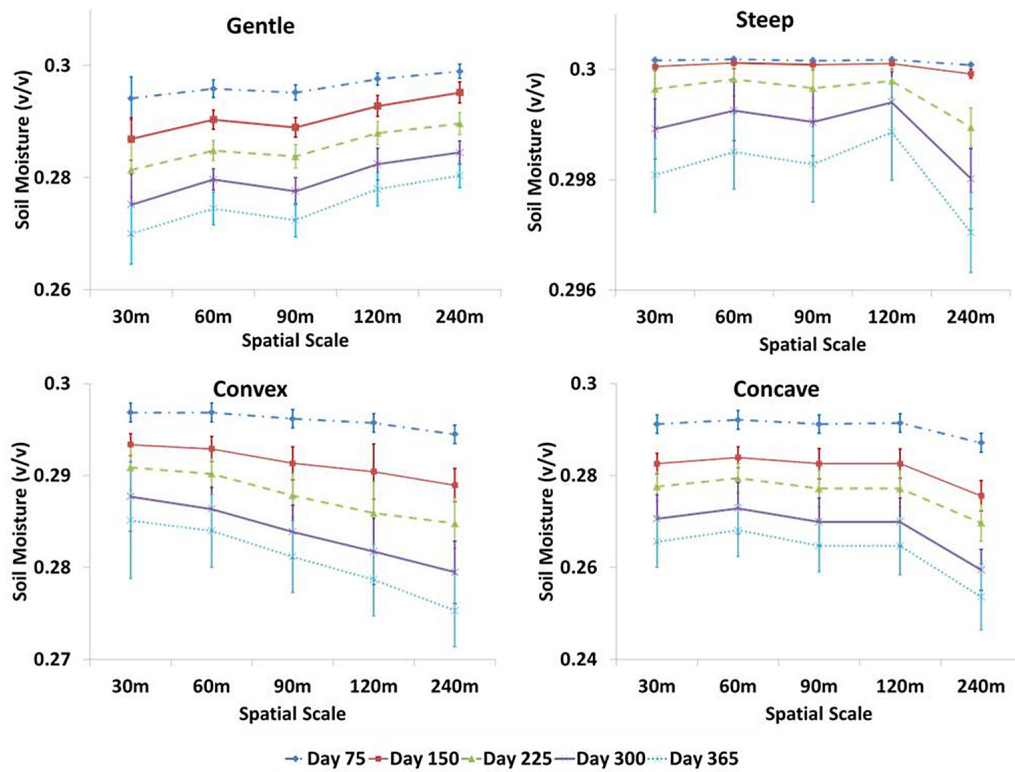 Gentle
0.3
0.28
0.26
Soil Moisture (v/v)
30m 60m 90m 120m 240m
Spatial Scale
Steep
0.3
0.298
0.296
Soil Moisture (v/v)
30m 60m 90m 120m 240m
Spatial Scale
Convex
0.3
0.29
0.28
0.27
Soil Moisture (v/v)
30m 60m 90m 120m 240m
Spatial Scale
Concave
0.3
0.28
0.26
0.24
Soil Moisture (v/v)
30m 60m 90m 120m 240m
Spatial Scale
Day 75 Day 150 Day 225 Day 300 Day 365